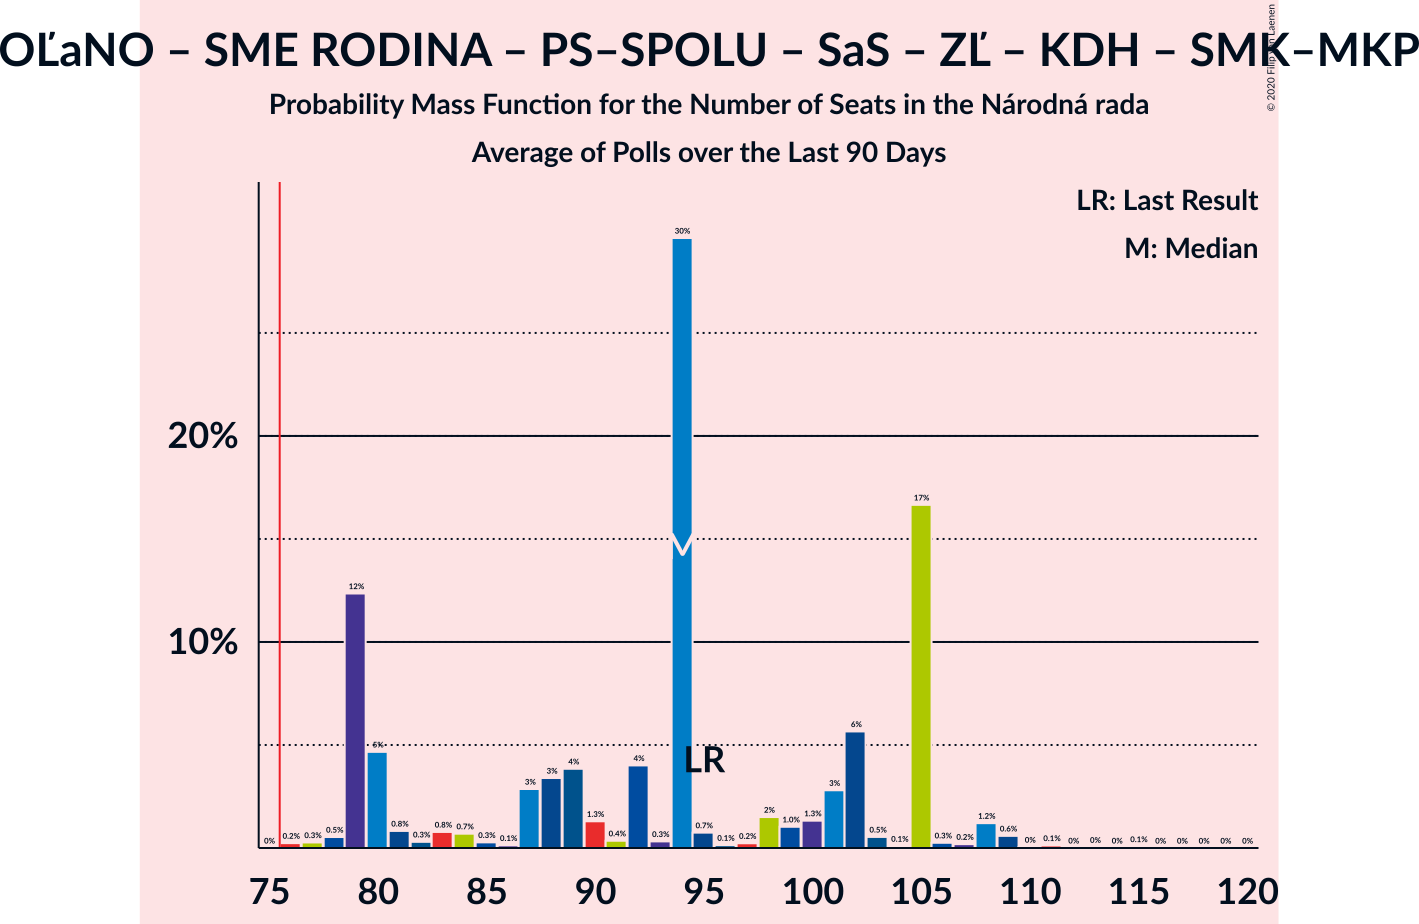 OĽaNO – SME RODINA – PS–SPOLU – SaS – ZĽ – KDH – SMK–MKP
Probability Mass Function for the Number of Seats in the Národná rada
Average of Polls over the Last 90 Days
© 2020 Filip van Laenen
LR: Last Result
M: Median
20%
10%
0% 0.2% 0.3% 0.5% 12% 5% 0.8% 0.3% 0.8% 0.7% 0.3% 0.1% 3% 3% 4% 1.3% 0.4% 4% 0.3% 30% 0.7% 0.1% 0.2% 2% 1.0% 1.3% 3% 6% 0.5% 0.1% 17% 0.3% 0.2% 1.2% 0.6% 0% 0.1% 0% 0% 0% 0.1% 0% 0% 0% 0% 0%
LR
75 80 85 90 95 100 105 110 115 120